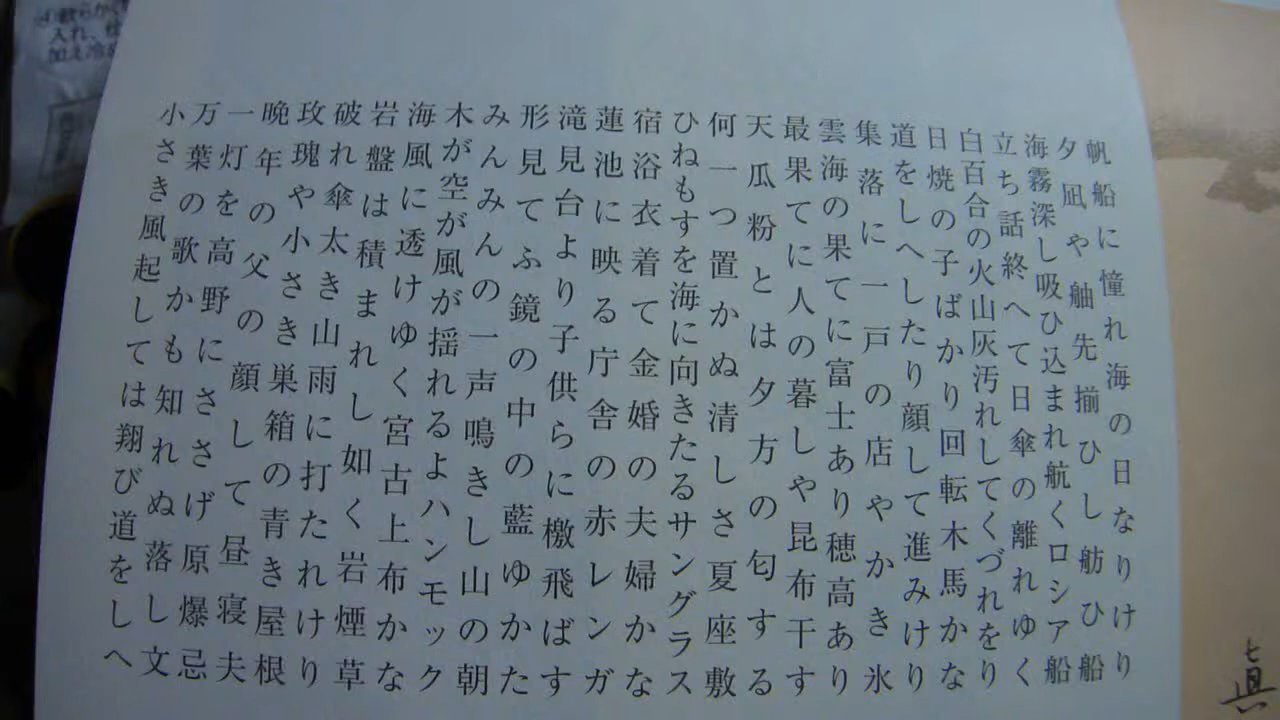 帆船に憧れ海の日なりけり
夕凪や舳先揃ひし舫ひ船
海霧深し吸ひ込まれ航くロシア船
立ち話終へて日傘の離れゆく
白百合の火山灰汚れしてくづれをり
日焼の子ばかり回転木馬かな
道をしへしたり顔して進みけり
集落に一戸の店やかき氷
雲海の果てに富士あり穂高あり
最果てに人の暮しや昆布干す
天瓜粉とは夕方の匂する
何一つ置かぬ清しさ夏座敷
ひねもすを海に向きたるサングラス
宿浴衣着て金婚の夫婦かな
蓮池に映る庁舎の赤レンガ
滝見台より子供らに檄飛ばす
形見てふ鏡の中の藍ゆかた
みんみんの一声鳴きし山の朝
木が空が風が揺れるよハンモック
海風に透けゆく宮古上布かな
岩盤は積まれし如く岩煙草
破れ傘太き山雨に打たれけり
玫瑰や小さき巣箱の青き屋根
晩年の父の顔して昼寝夫
一灯を高野にささげ原爆忌
万葉の歌かも知れぬ落し文
小さき風起しては翔び道をしへ
眞
入れ、
加え冷